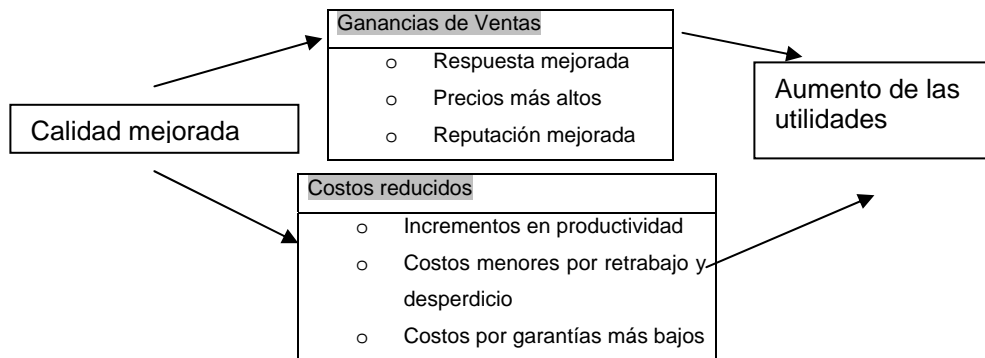 Calidad mejorada
Ganancias de Ventas
o Respuesta mejorada
o Precios más altos
o Reputación mejorada
Costos reducidos
o Incrementos en productividad
o Costos menores por retrabajo y
desperdicio
o Costos por garantías más bajos
Aumento de las
utilidades